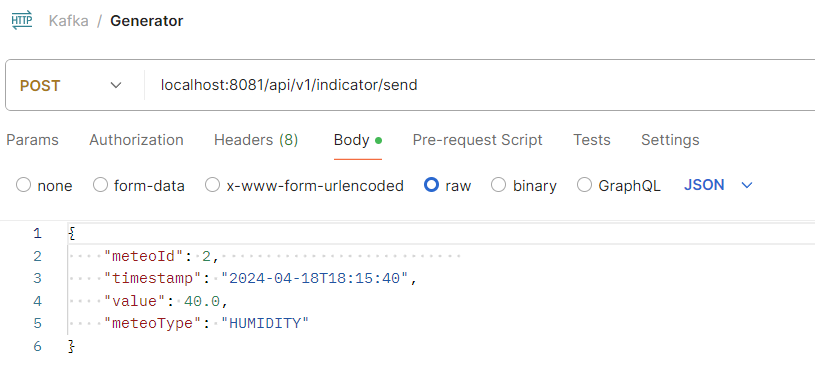 HTTP Kafka / Generator
POST localhost:8081/api/v1/indicator/send
Params Authorization Headers (8) Body Pre-request Script Tests Settings
none form-data x-www-form-urlencoded raw binary GraphQL JSON
1 {
2 "meteoId": 2,
3 "timestamp": "2024-04-18T18:15:40",
4 "value": 40.0,
5 "meteoType": "HUMIDITY"
6 }